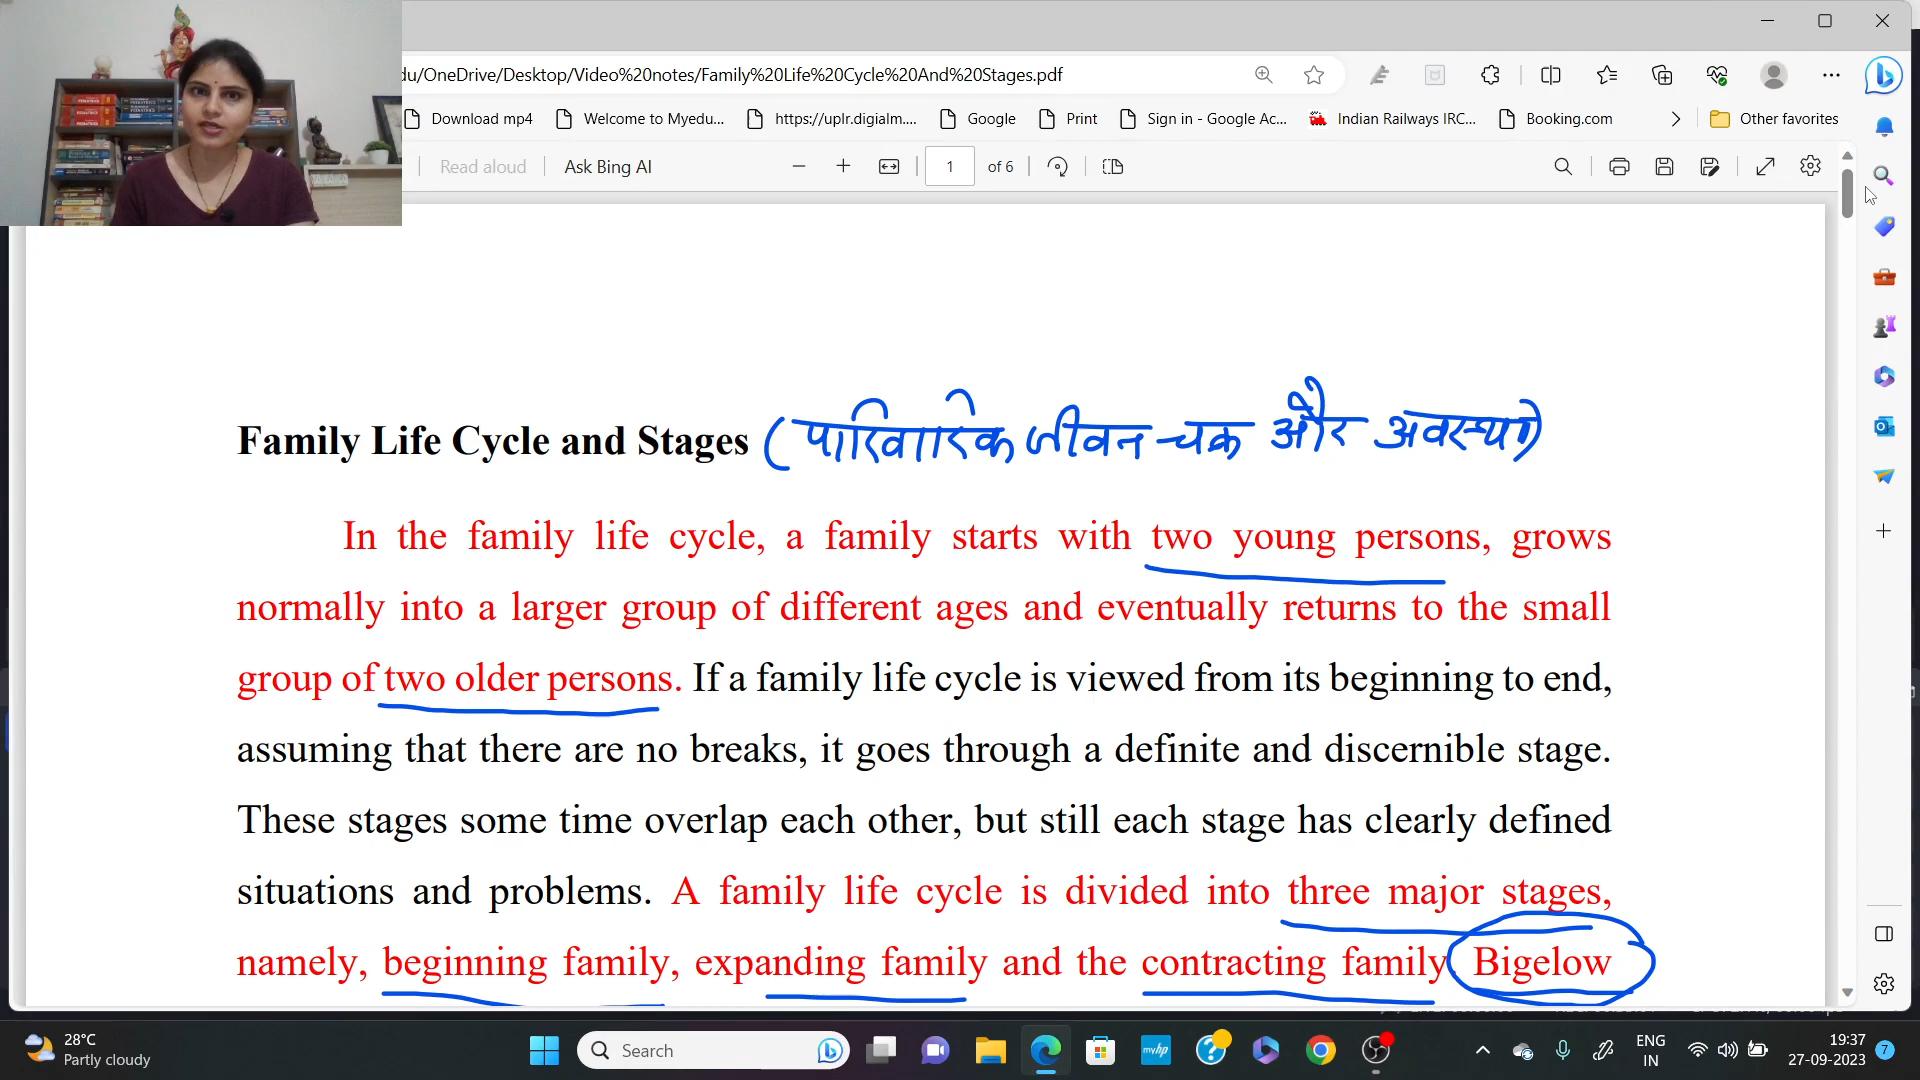 du/OneDrive/Desktop/Video%20notes/Family%20Life%20Cycle%20And%20Stages.pdf
Download mp4 Welcome to Myedu... https://uplr.digialm.... Google Print Sign in - Google Ac... Indian Railways IRC... Booking.com Other favorites
Read aloud Ask Bing AI 1 of 6
Family Life Cycle and Stages (पारिवारिक जीवन-चक्र और अवस्था)
In the family life cycle, a family starts with two young persons, grows
normally into a larger group of different ages and eventually returns to the small
group of two older persons. If a family life cycle is viewed from its beginning to end,
assuming that there are no breaks, it goes through a definite and discernible stage.
These stages some time overlap each other, but still each stage has clearly defined
situations and problems. A family life cycle is divided into three major stages,
namely, beginning family, expanding family and the contracting family Bigelow
28°C
Partly cloudy
Search
myhp
ENG
IN
19:37
27-09-2023
7